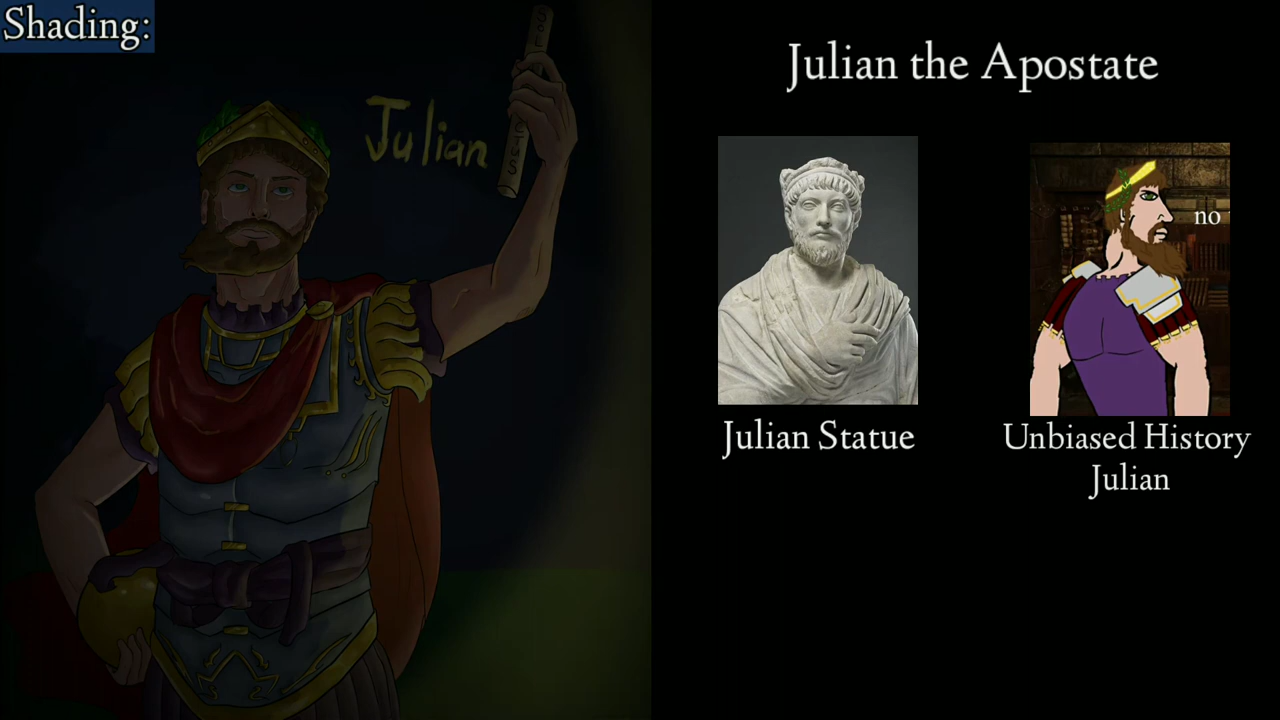 Shading:
Julian
Julian the Apostate
no
Julian Statue
Unbiased History
Julian